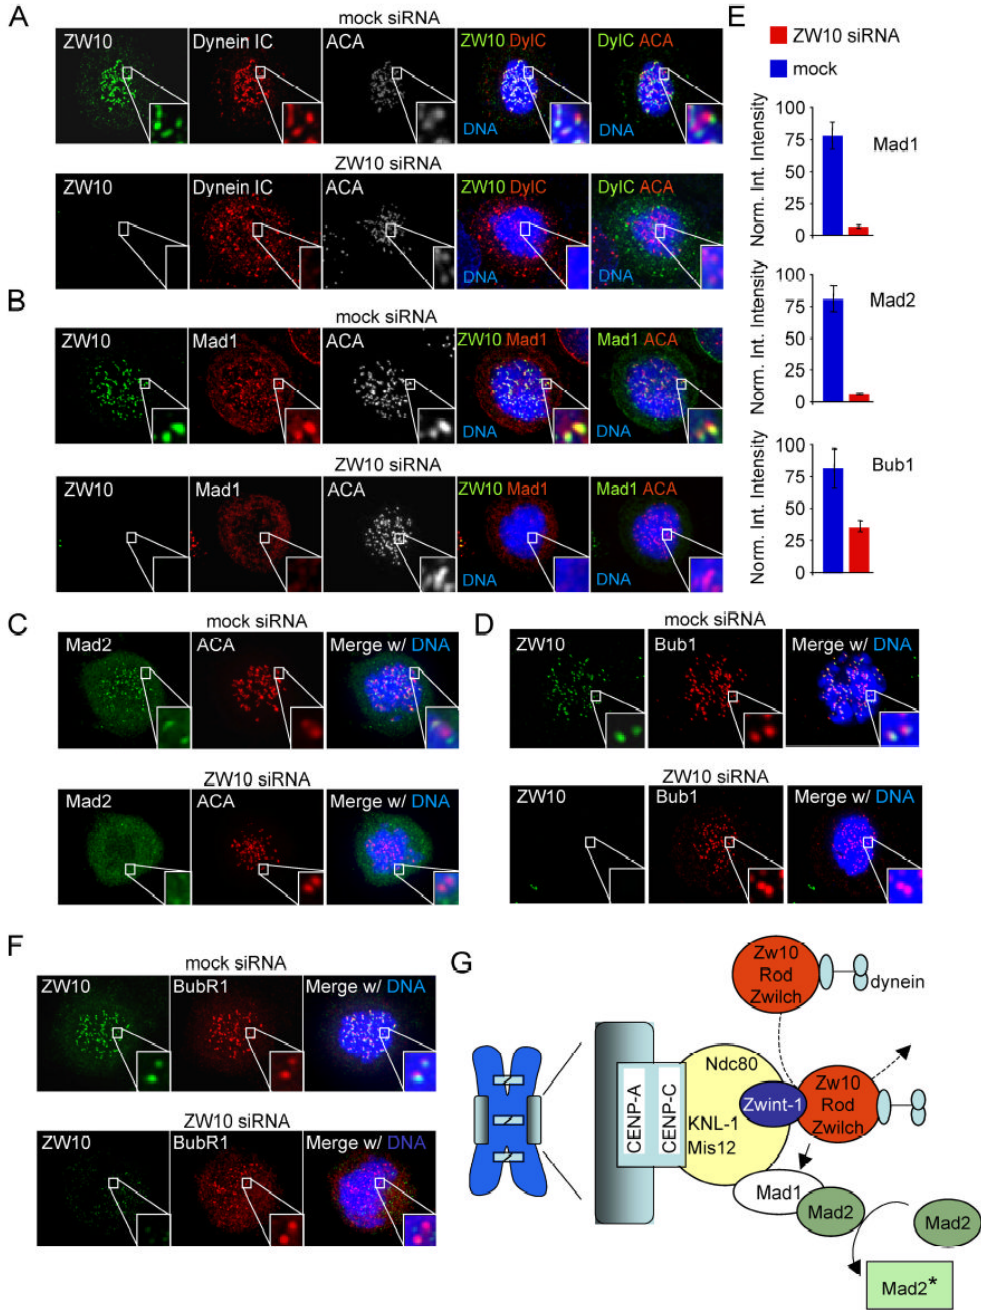 A
mock siRNA
ZW10 Dynein IC ACA ZW10 DyIC DyIC ACA
DNA DNA
ZW10 siRNA
ZW10 Dynein IC ACA ZW10 DyIC DyIC ACA
DNA DNA
B
mock siRNA
ZW10 Mad1 ACA ZW10 Mad1 Mad1 ACA
DNA DNA
ZW10 siRNA
ZW10 Mad1 ACA ZW10 Mad1 Mad1 ACA
DNA DNA
E
ZW10 siRNA
mock
Norm. Int. Intensity
100
75
50
25
0
Mad1
Norm. Int. Intensity
100
75
50
25
0
Mad2
Norm. Int. Intensity
100
75
50
25
0
Bub1
C
mock siRNA
Mad2 ACA Merge w/ DNA
ZW10 siRNA
Mad2 ACA Merge w/ DNA
D
mock siRNA
ZW10 Bub1 Merge w/ DNA
ZW10 siRNA
ZW10 Bub1 Merge w/ DNA
F
mock siRNA
ZW10 BubR1 Merge w/ DNA
ZW10 siRNA
ZW10 BubR1 Merge w/ DNA
G
Zw10
Rod
Zwilch
dynein
CENP-A
CENP-C
Ndc80
KNL-1
Mis12
Zwint-1
Zw10
Rod
Zwilch
Mad1
Mad2
Mad2
Mad2*